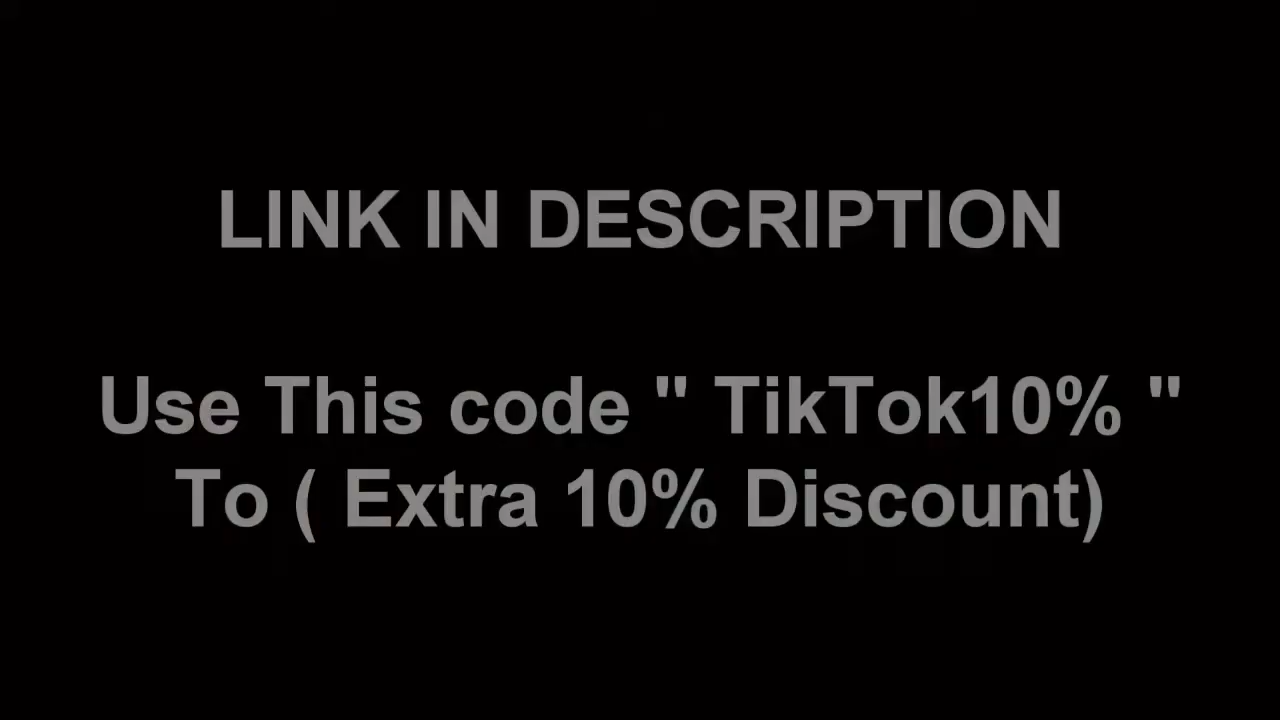 LINK IN DESCRIPTION
Use This code " TikTok10% "
To ( Extra 10% Discount)